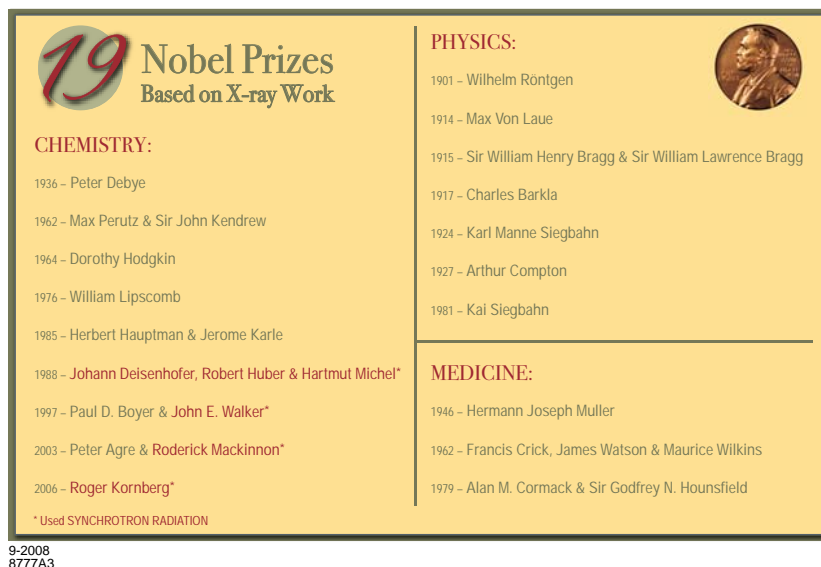 19 Nobel Prizes
Based on X-ray Work
CHEMISTRY:
1936 – Peter Debye
1962 – Max Perutz & Sir John Kendrew
1964 – Dorothy Hodgkin
1976 – William Lipscomb
1985 – Herbert Hauptman & Jerome Karle
1988 – Johann Deisenhofer, Robert Huber & Hartmut Michel*
1997 – Paul D. Boyer & John E. Walker*
2003 – Peter Agre & Roderick Mackinnon*
2006 – Roger Kornberg*
* Used SYNCHROTRON RADIATION
PHYSICS:
1901 – Wilhelm Röntgen
1914 – Max Von Laue
1915 – Sir William Henry Bragg & Sir William Lawrence Bragg
1917 – Charles Barkla
1924 – Karl Manne Siegbahn
1927 – Arthur Compton
1981 – Kai Siegbahn
MEDICINE:
1946 – Hermann Joseph Muller
1962 – Francis Crick, James Watson & Maurice Wilkins
1979 – Alan M. Cormack & Sir Godfrey N. Hounsfield
9-2008
8777A3